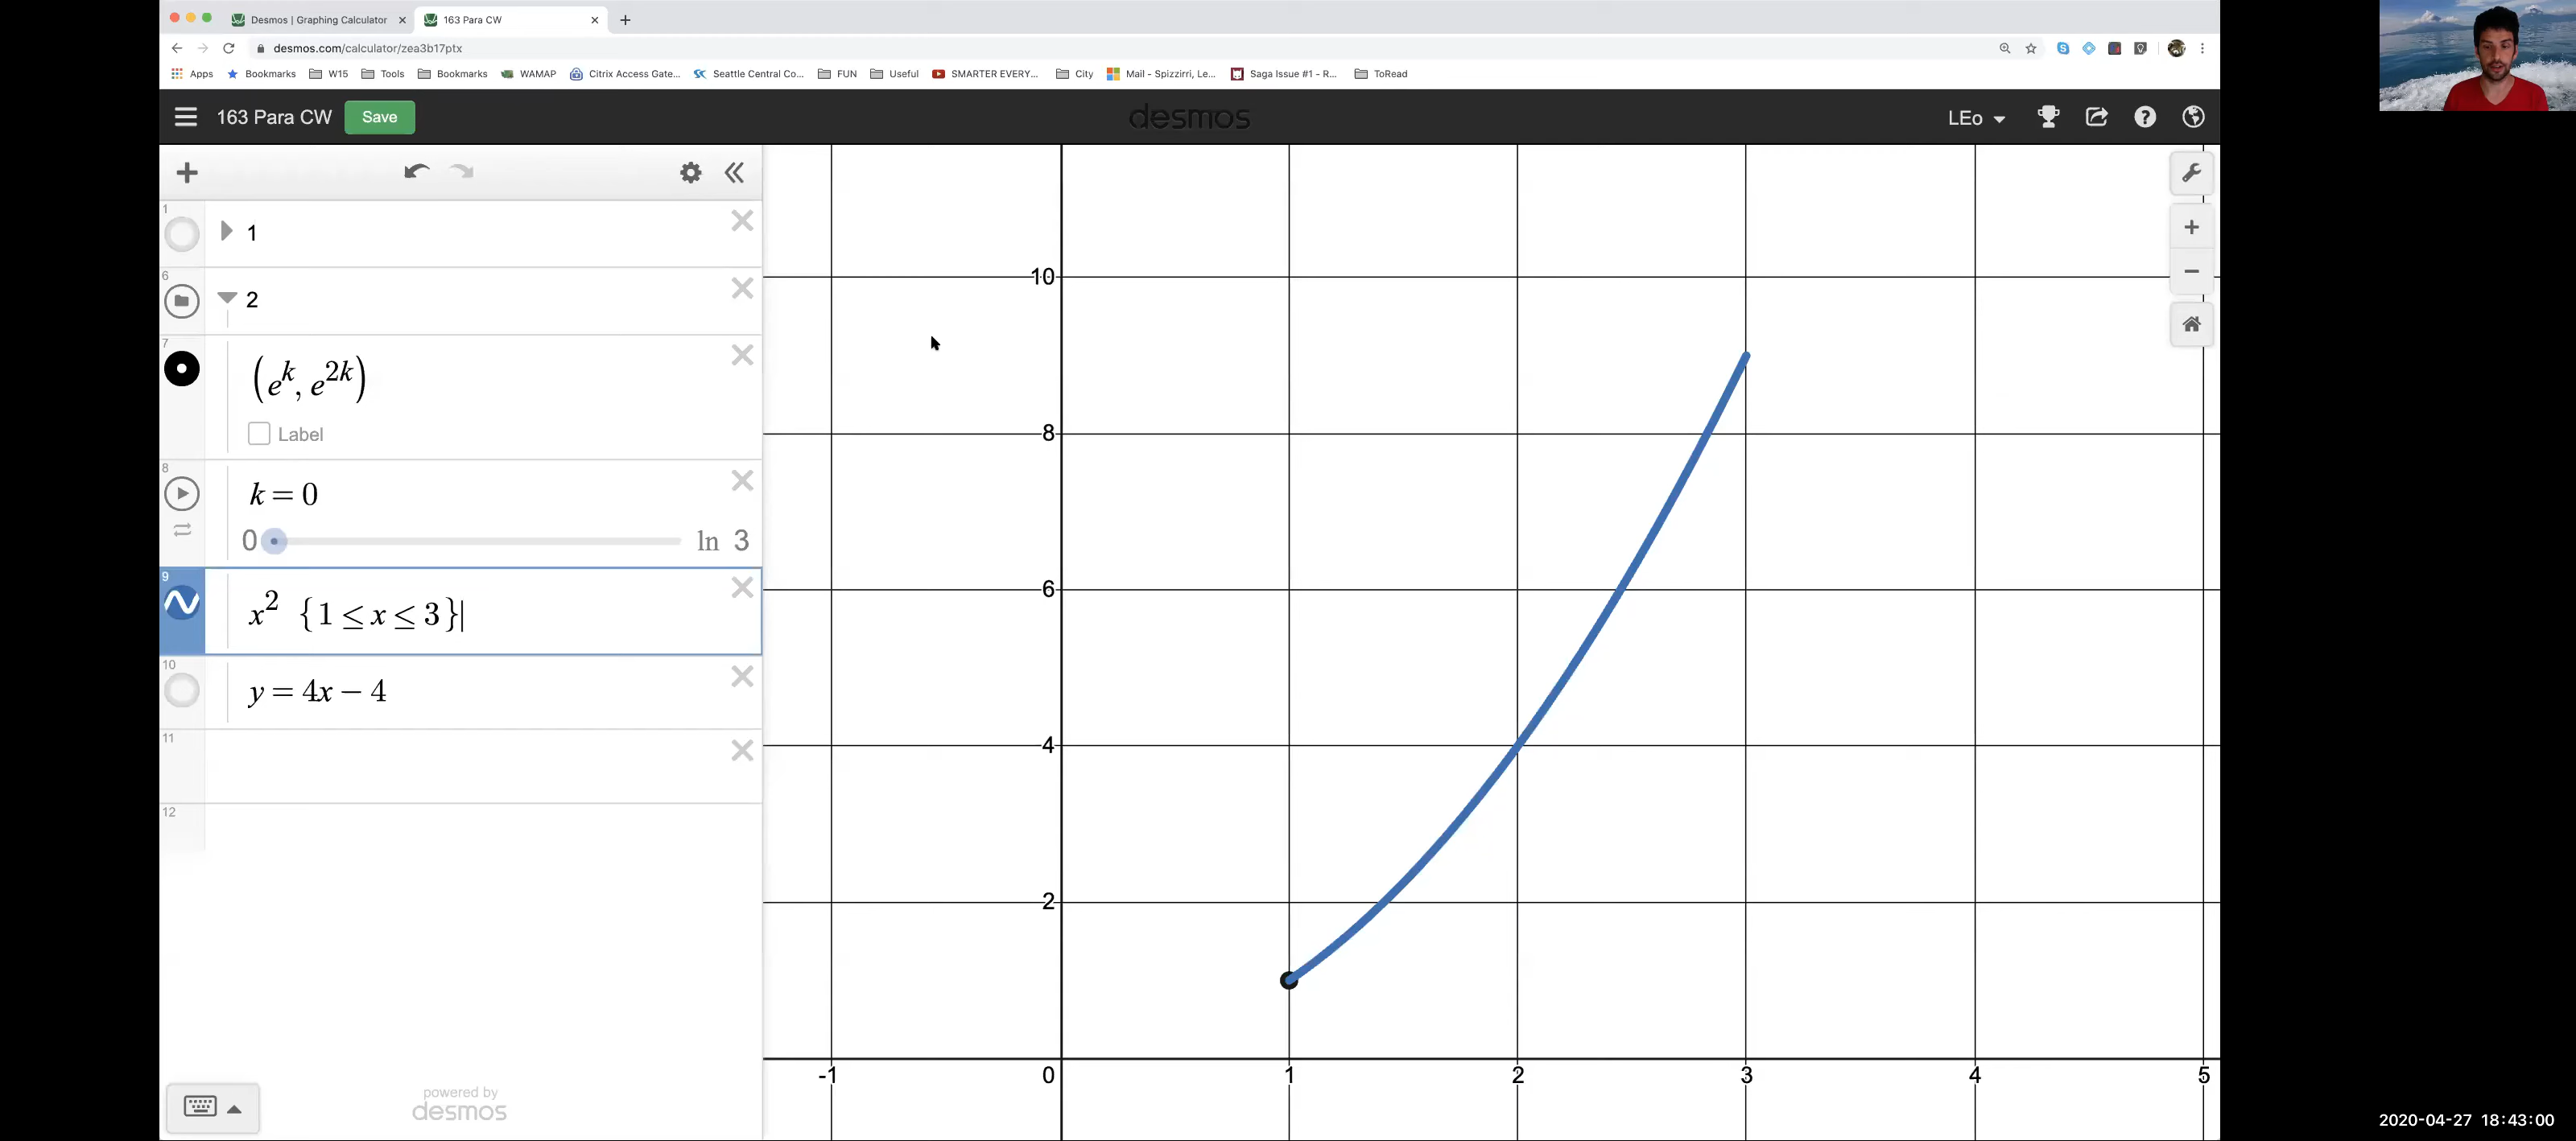 Desmos | Graphing Calculator
163 Para CW
desmos.com/calculator/zea3b17ptx
Apps Bookmarks W15 Tools Bookmarks WAMAP Citrix Access Gate... Seattle Central Co... FUN Useful SMARTER EVERY... City Mail - Spizzirri, Le... Saga Issue #1 - R... ToRead
163 Para CW Save desmos LEo
1
1
6
2
7
(e^k, e^{2k})
Label
8
k = 0
0 ln 3
9
x^2 {1 ≤ x ≤ 3}
10
y = 4x − 4
11
12
powered by
desmos
10
8
6
4
2
-1 0 1 2 3 4 5
2020-04-27 18:43:00